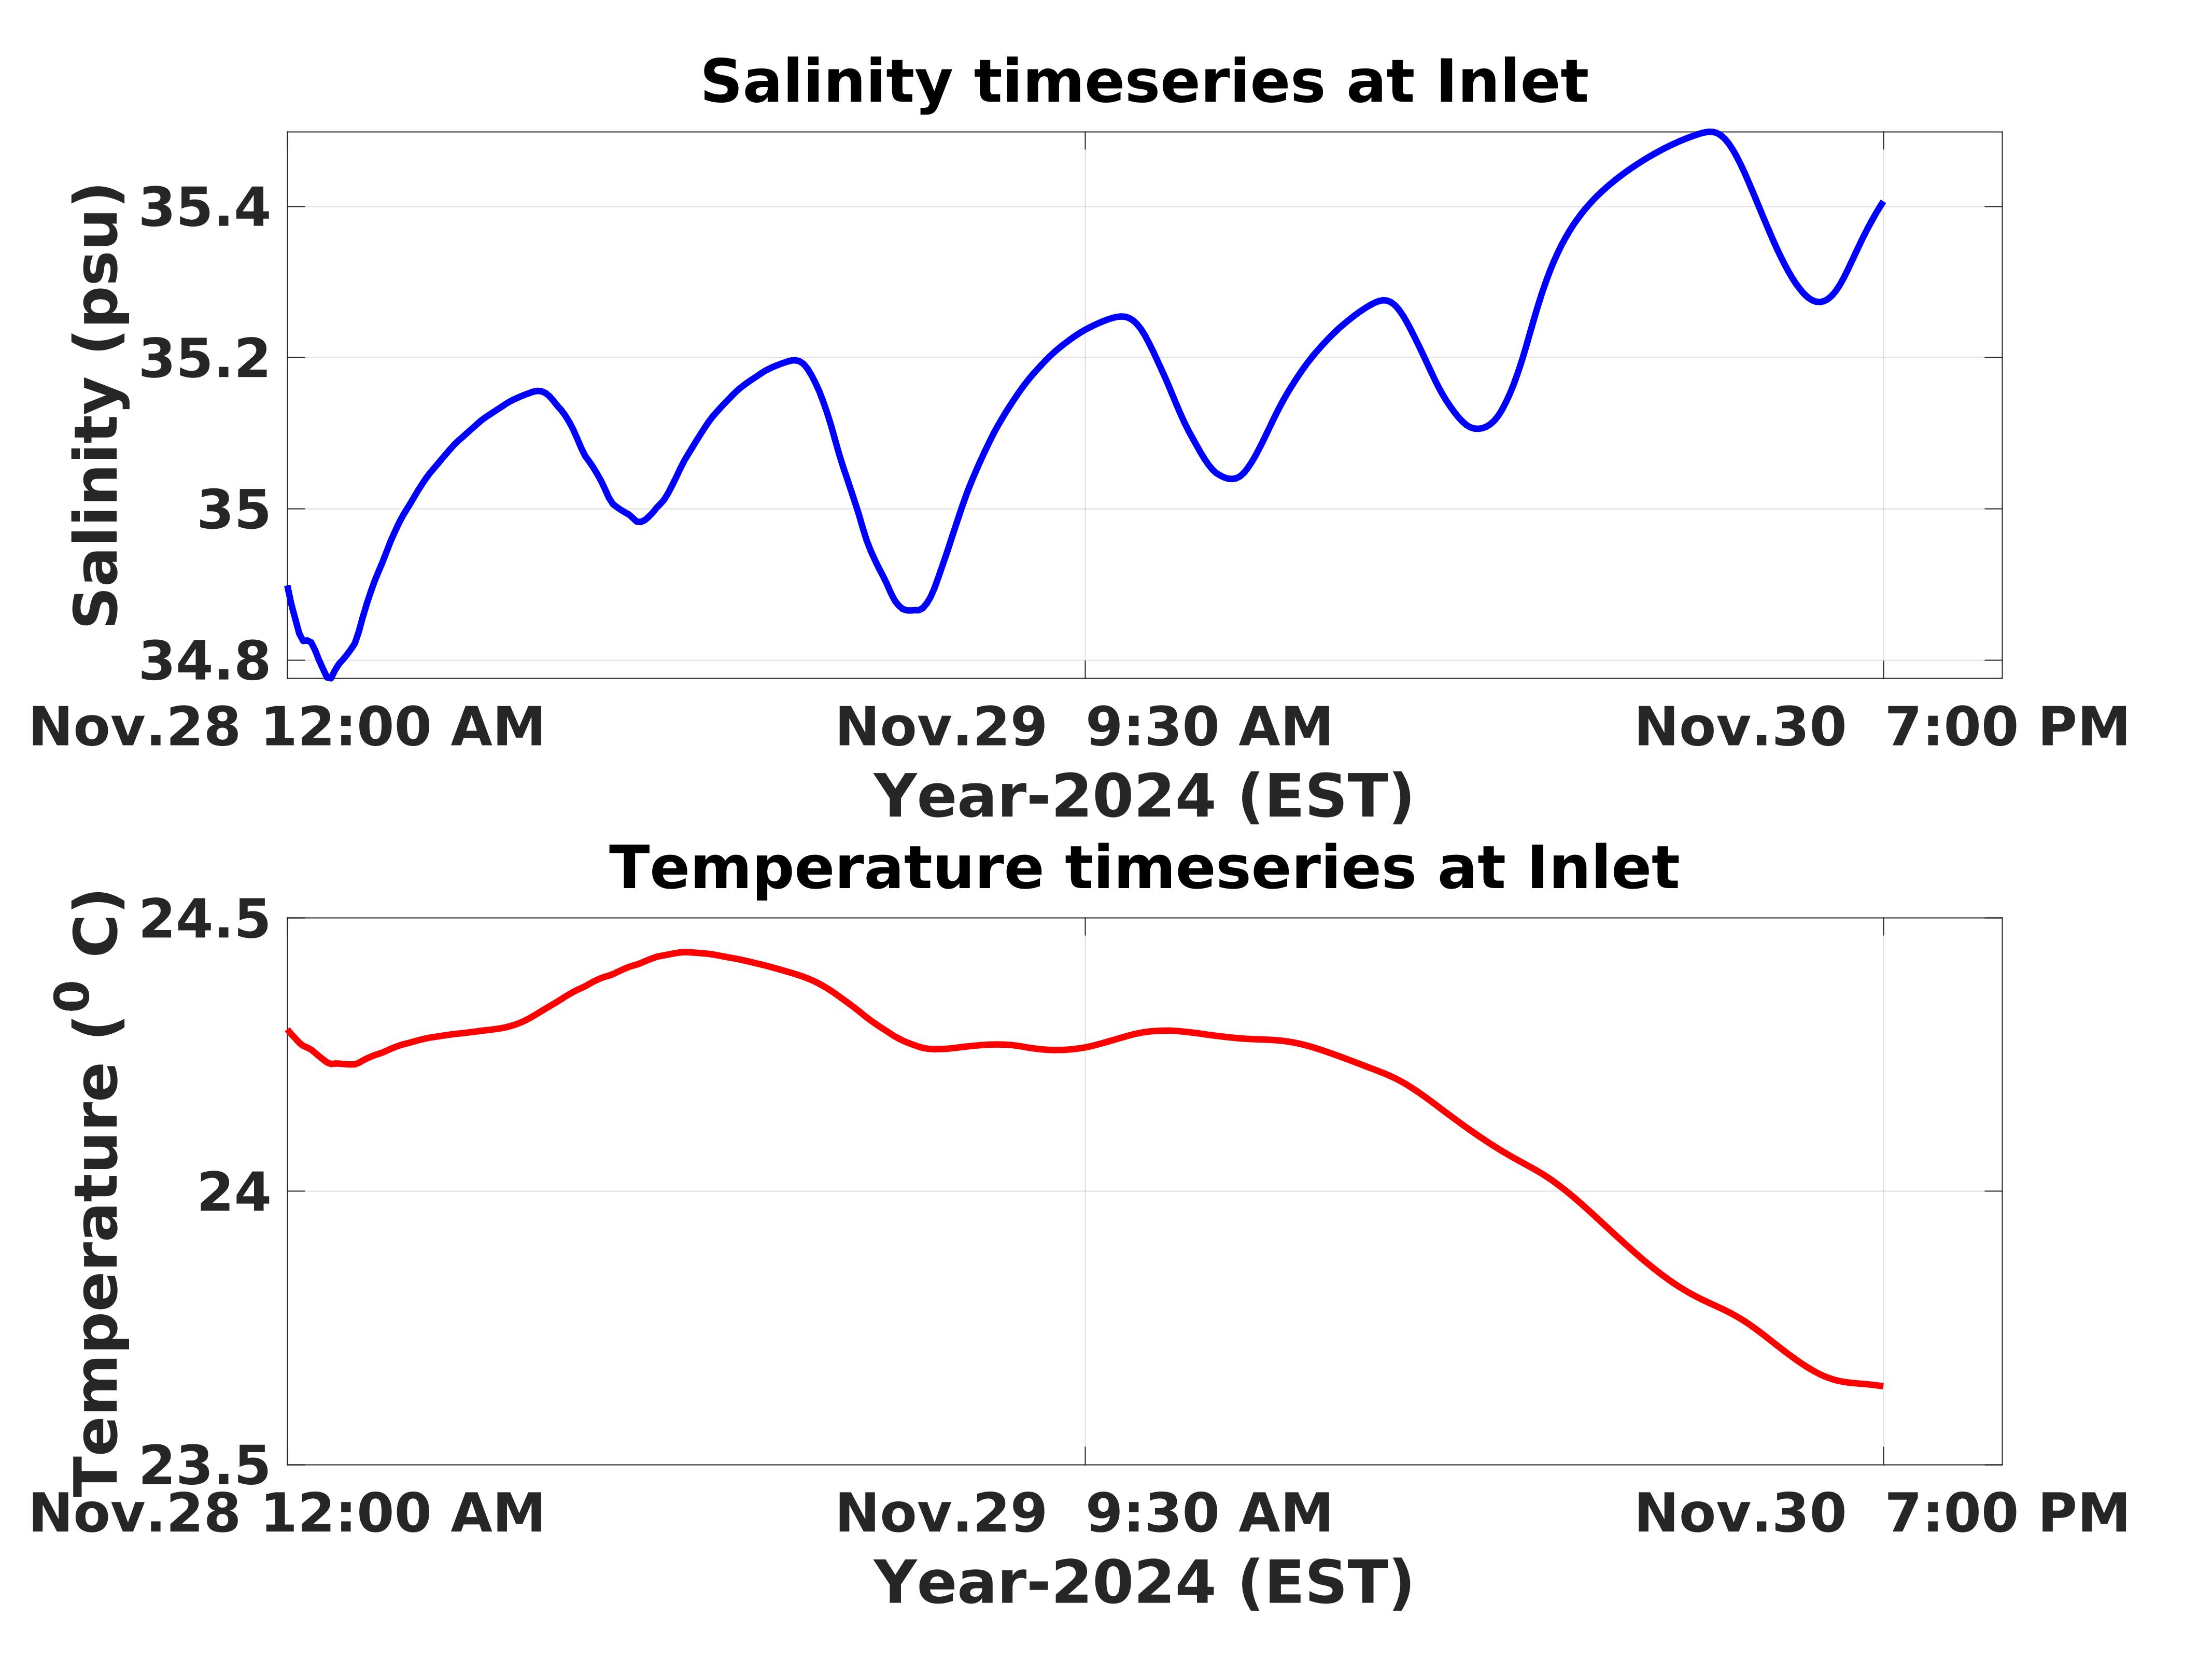 Salinity timeseries at Inlet
Salinity (psu)
35.4
35.2
35
34.8
Nov.28 12:00 AM
Nov.29  9:30 AM
Nov.30  7:00 PM
Year-2024 (EST)
Temperature timeseries at Inlet
Temperature (⁰ C)
24.5
24
23.5
Nov.28 12:00 AM
Nov.29  9:30 AM
Nov.30  7:00 PM
Year-2024 (EST)